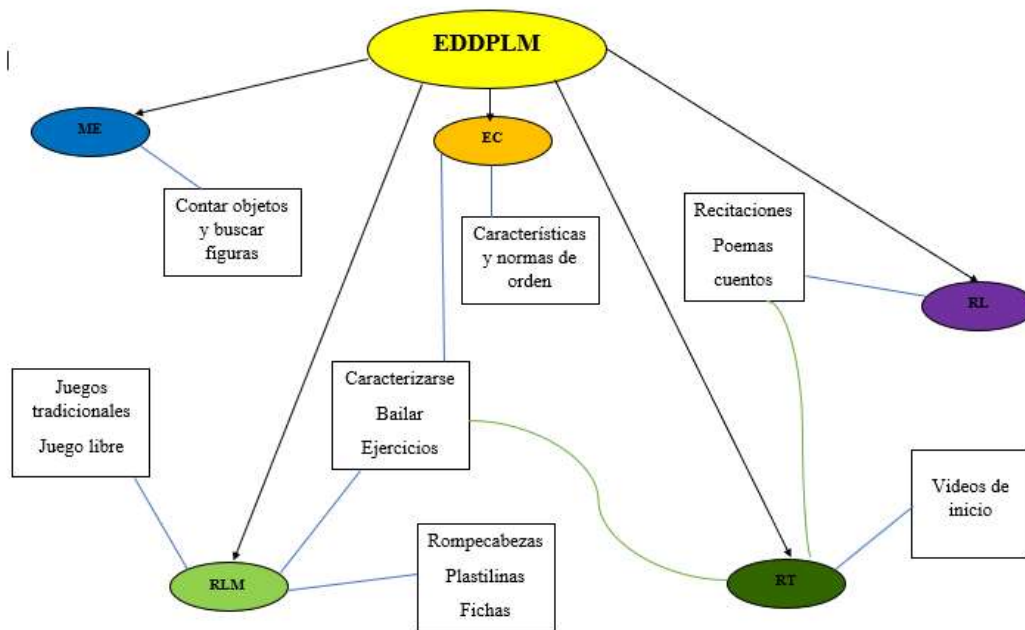 EDDPLM
ME
EC
Contar objetos
y buscar
figuras
Características
y normas de
orden
Recitaciones
Poemas
cuentos
RL
Juegos
tradicionales
Juego libre
Caracterizarse
Bailar
Ejercicios
Videos de
inicio
Rompecabezas
Plastilinas
Fichas
RLM
RT